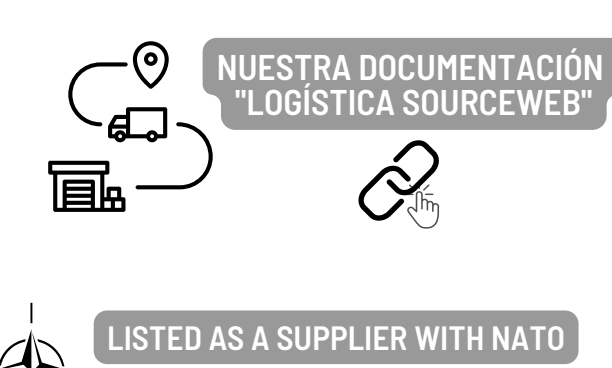 NUESTRA DOCUMENTACIÓN
"LOGÍSTICA SOURCEWEB"
LISTED AS A SUPPLIER WITH NATO